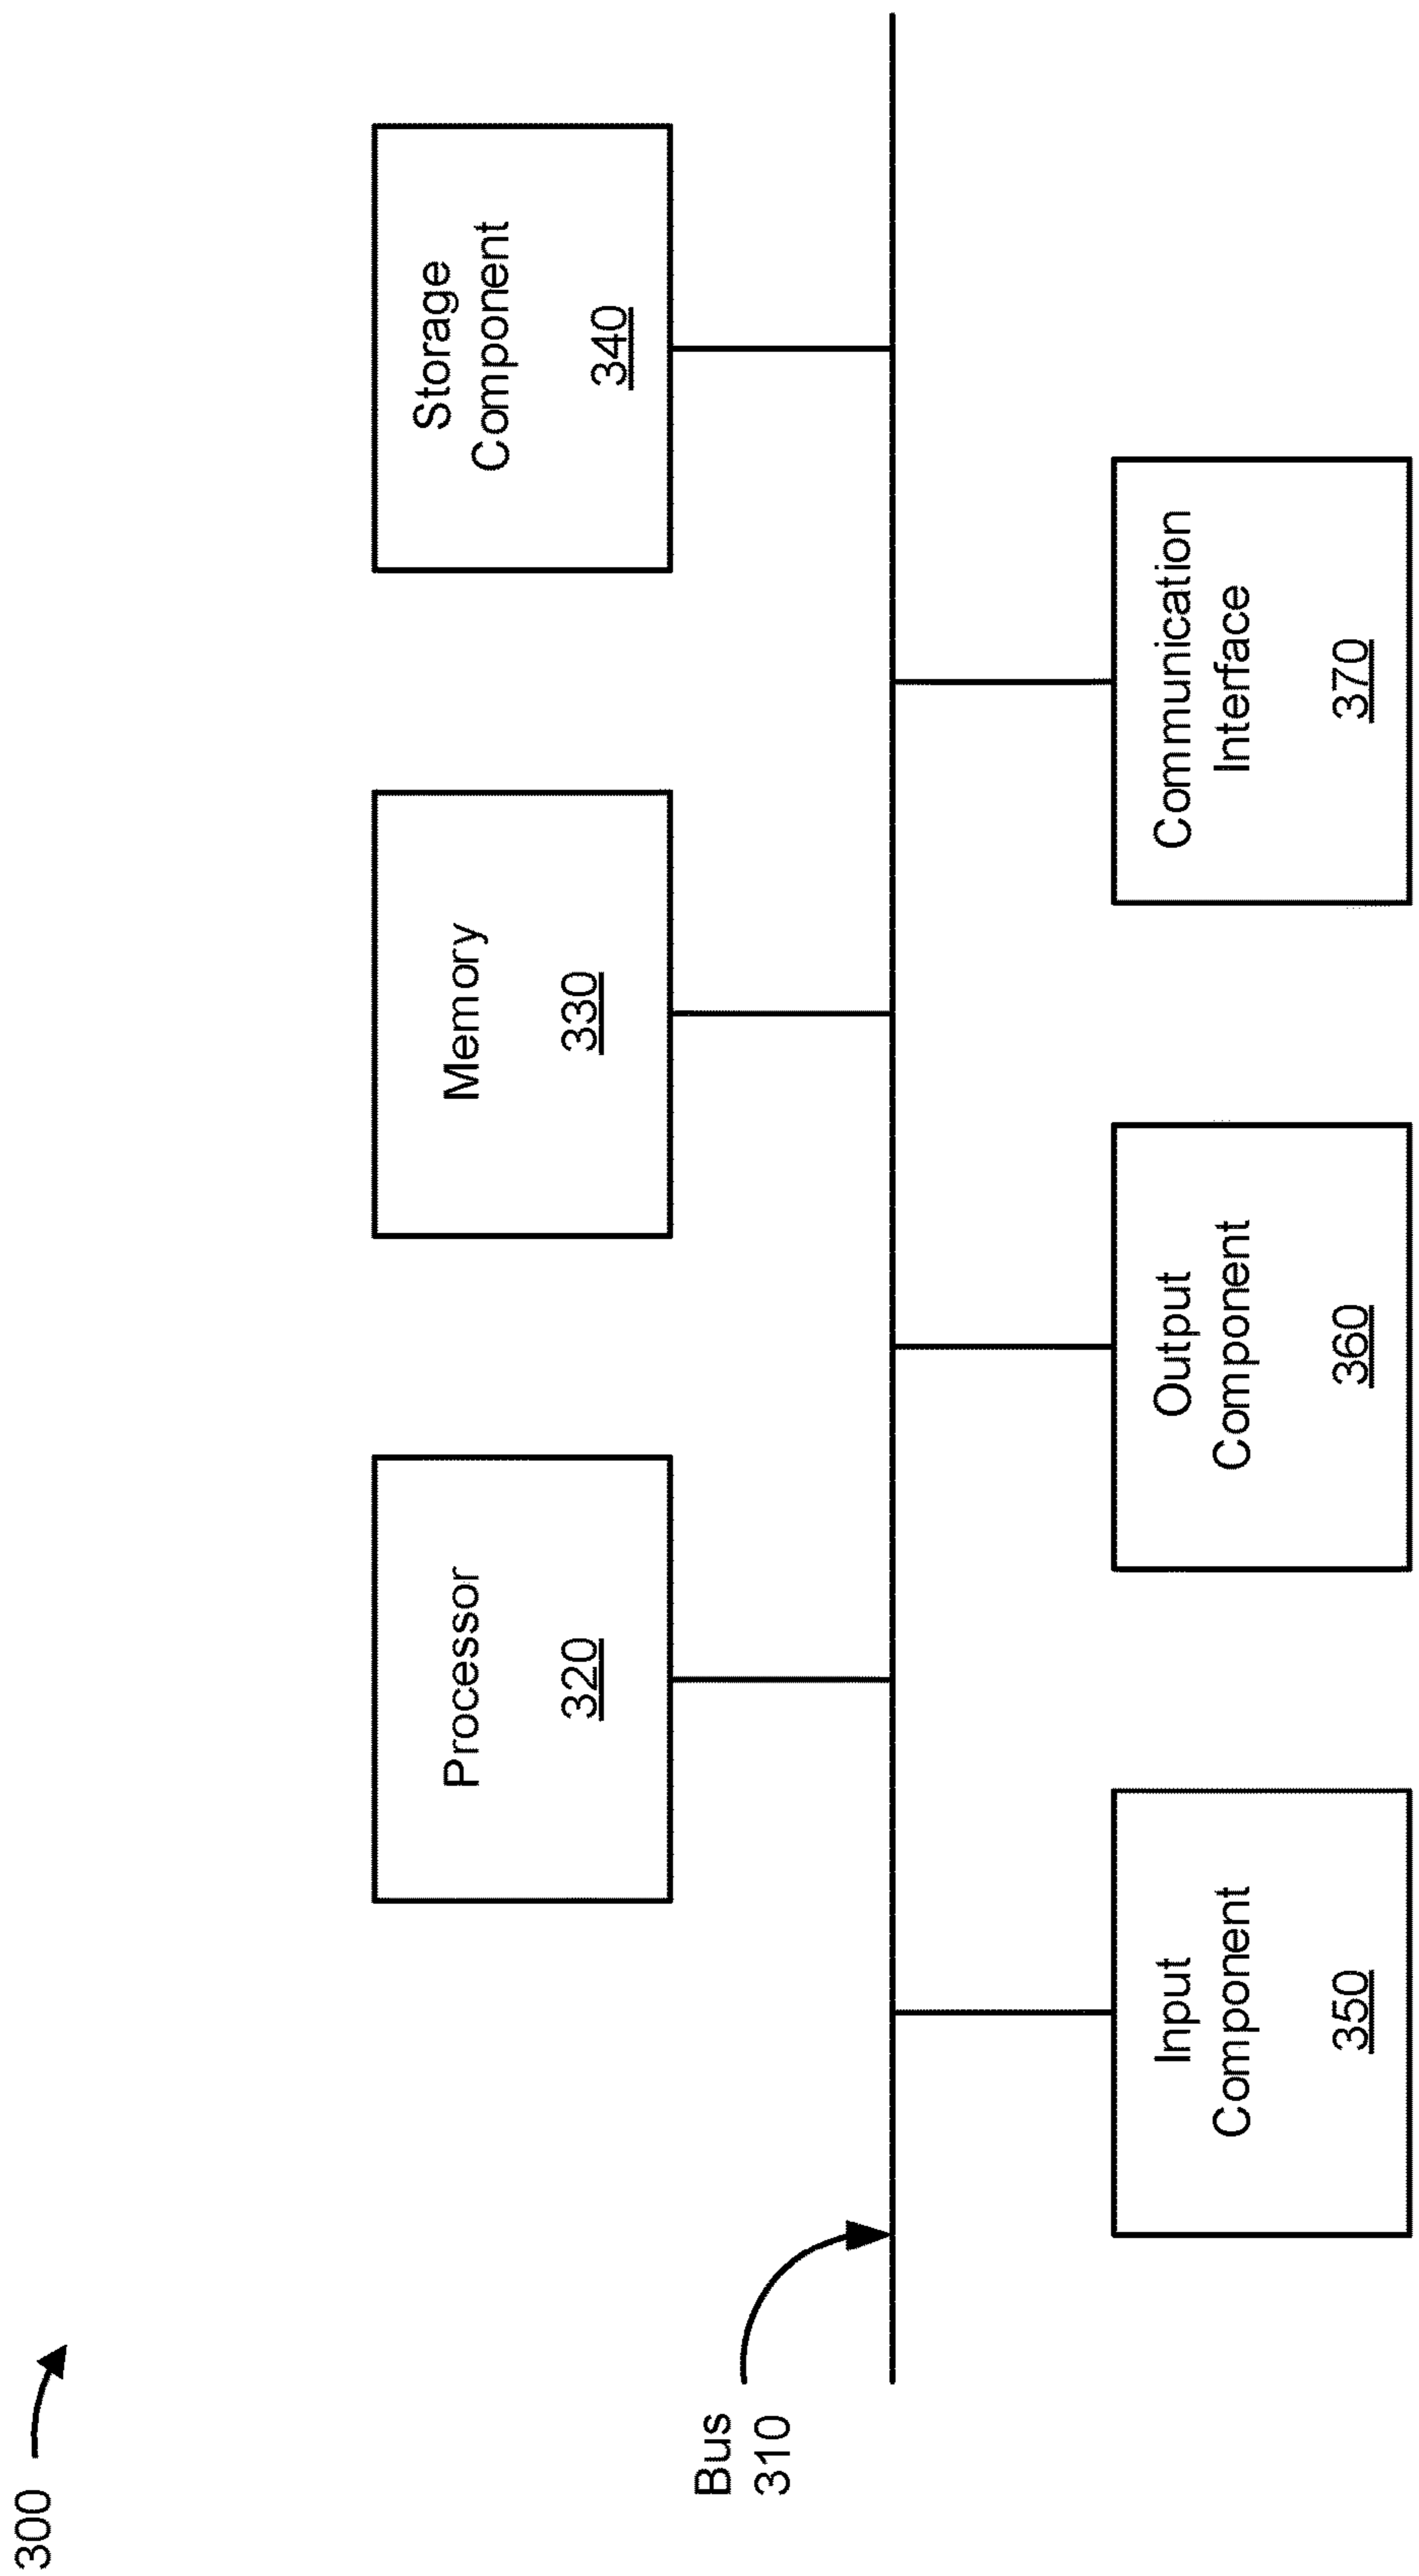 300
Processor
320
Memory
330
Storage
Component
340
Bus
310
Input
Component
350
Output
Component
360
Communication
Interface
370